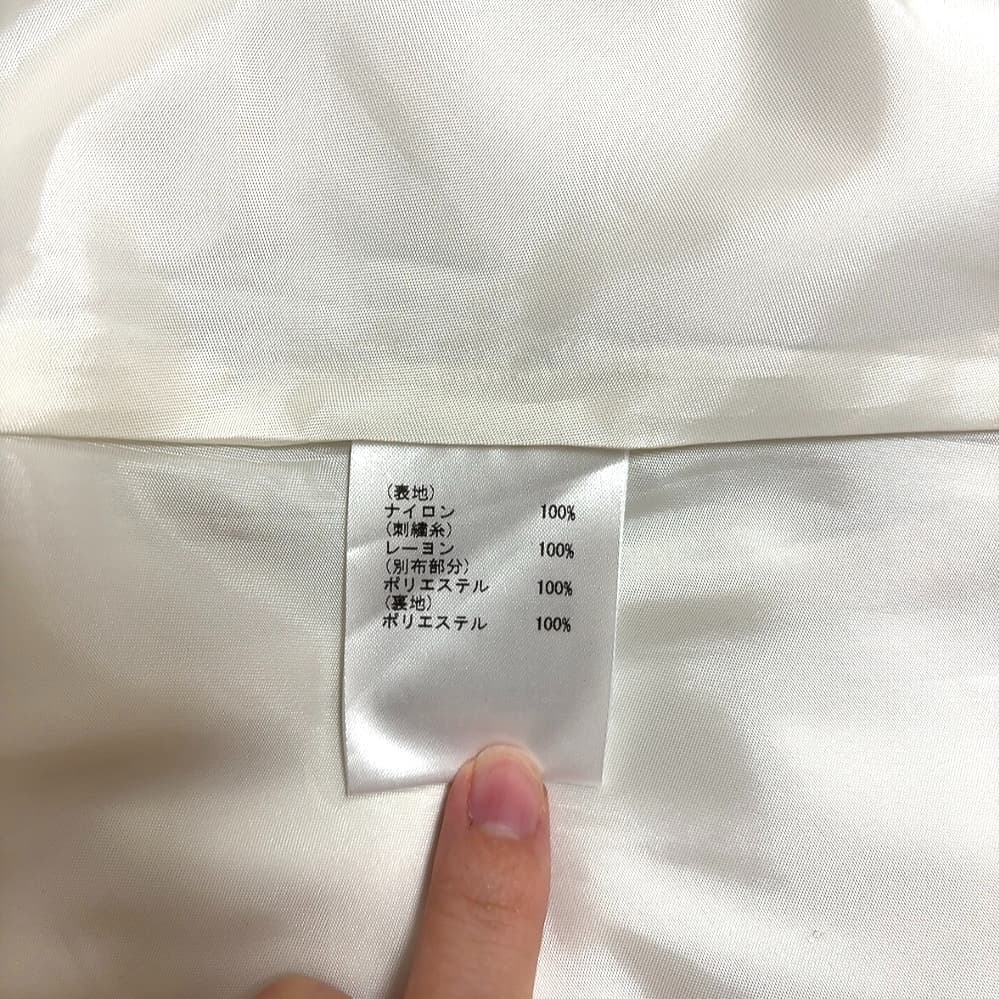 (表地)
ナイロン 100%
(刺繍糸)
レーヨン 100%
(別布部分)
ポリエステル 100%
(裏地)
ポリエステル 100%